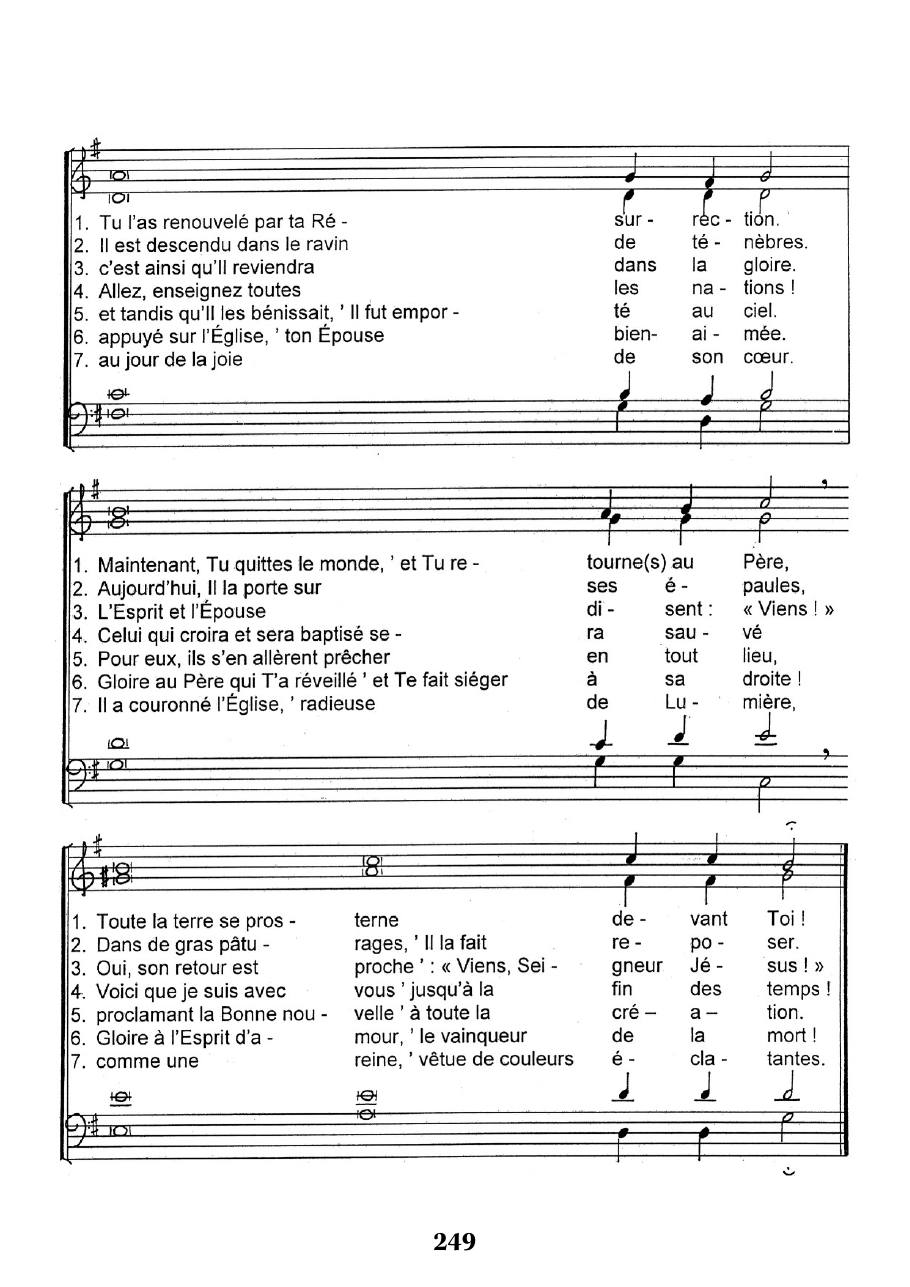 1. Tu l'as renouvelé par ta Ré - sur - rec - tion.
2. Il est descendu dans le ravin de té - nèbres.
3. c'est ainsi qu'Il reviendra dans la gloire.
4. Allez, enseignez toutes les na - tions !
5. et tandis qu'Il les bénissait, ' Il fut empor - té au ciel.
6. appuyé sur l'Église, ' ton Épouse bien- ai - mée.
7. au jour de la joie de son cœur.
1. Maintenant, Tu quittes le monde, ' et Tu re - tourne(s) au Père,
2. Aujourd'hui, Il la porte sur ses é - paules,
3. L'Esprit et l'Épouse di - sent : « Viens ! »
4. Celui qui croira et sera baptisé se - ra sau - vé
5. Pour eux, ils s'en allèrent prêcher en tout lieu,
6. Gloire au Père qui T'a réveillé ' et Te fait siéger à sa droite !
7. Il a couronné l'Église, ' radieuse de Lu - mière,
1. Toute la terre se pros - terne de - vant Toi !
2. Dans de gras pâtu - rages, ' Il la fait re - po - ser.
3. Oui, son retour est proche ' : « Viens, Sei - gneur Jé - sus ! »
4. Voici que je suis avec vous ' jusqu'à la fin des temps !
5. proclamant la Bonne nou - velle ' à toute la cré – a – tion.
6. Gloire à l'Esprit d'a - mour, ' le vainqueur de la mort !
7. comme une reine, ' vêtue de couleurs é - cla - tantes.
249